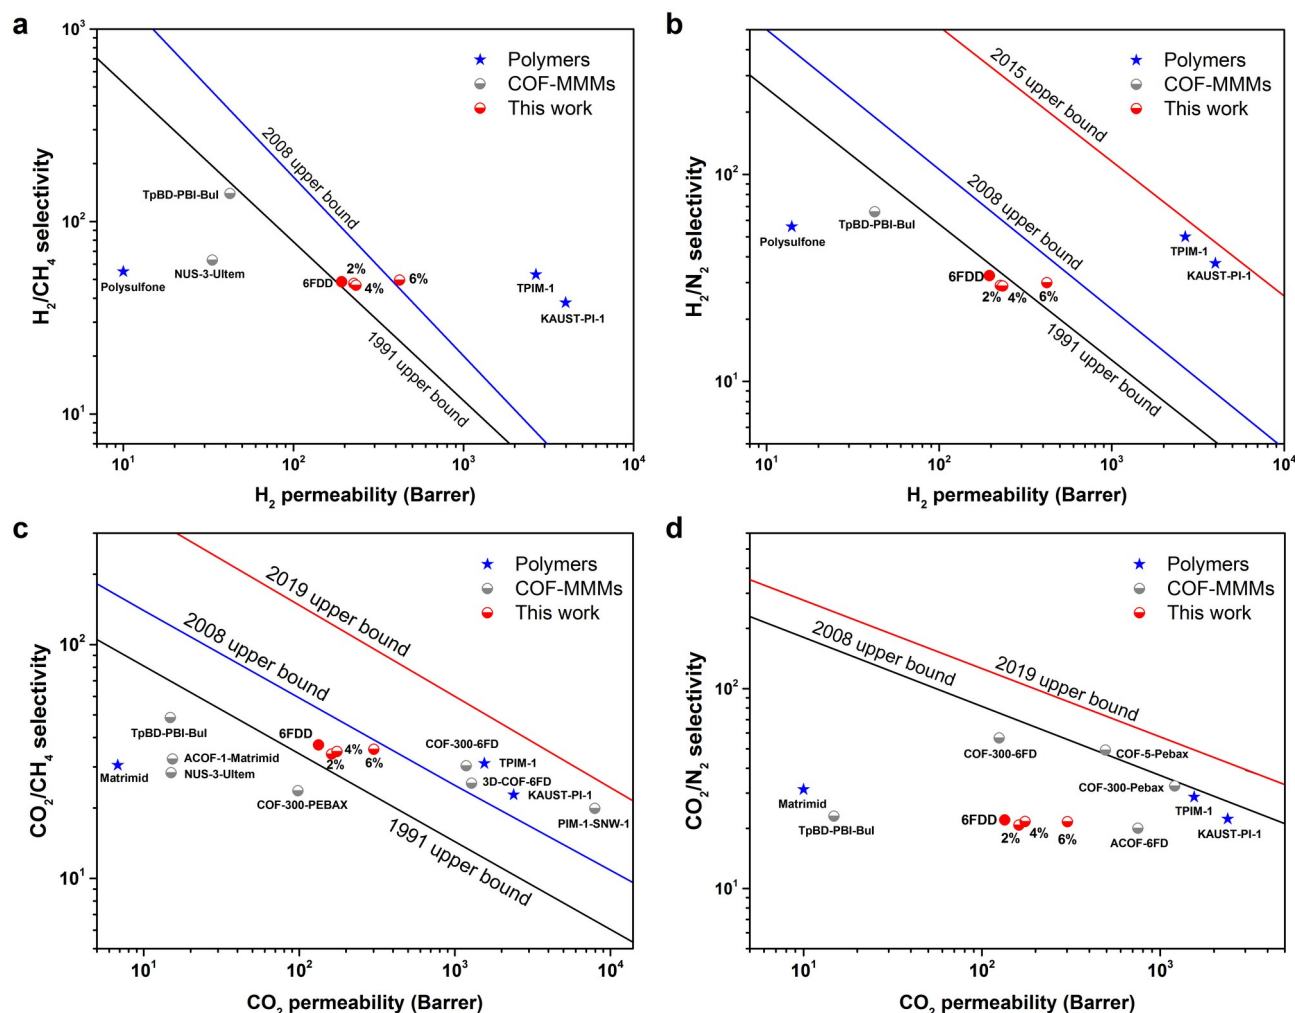 a
10³
10²
10¹
H₂/CH₄ selectivity
Polymers
COF-MMMs
This work
2008 upper bound
1991 upper bound
TpBD-PBI-BuI
NUS-3-Ultem
Polysulfone
6FDD
2%
4%
6%
TPIM-1
KAUST-PI-1
10¹
10²
10³
10⁴
H₂ permeability (Barrer)
b
10²
10¹
H₂/N₂ selectivity
Polymers
COF-MMMs
This work
2015 upper bound
2008 upper bound
1991 upper bound
TpBD-PBI-BuI
Polysulfone
TPIM-1
KAUST-PI-1
6FDD
2%
4%
6%
10¹
10²
10³
10⁴
H₂ permeability (Barrer)
c
10²
10¹
CO₂/CH₄ selectivity
Polymers
COF-MMMs
This work
2019 upper bound
2008 upper bound
1991 upper bound
TpBD-PBI-BuI
ACOF-1-Matrimid
NUS-3-Ultem
Matrimid
COF-300-PEBAX
6FDD
2%
4%
6%
COF-300-6FD
TPIM-1
3D-COF-6FD
KAUST-PI-1
PIM-1-SNW-1
10¹
10²
10³
10⁴
CO₂ permeability (Barrer)
d
10²
10¹
CO₂/N₂ selectivity
Polymers
COF-MMMs
This work
2008 upper bound
2019 upper bound
COF-300-6FD
COF-5-Pebax
COF-300-Pebax
Matrimid
TpBD-PBI-BuI
6FDD
2%
4%
6%
TPIM-1
KAUST-PI-1
ACOF-6FD
10¹
10²
10³
CO₂ permeability (Barrer)